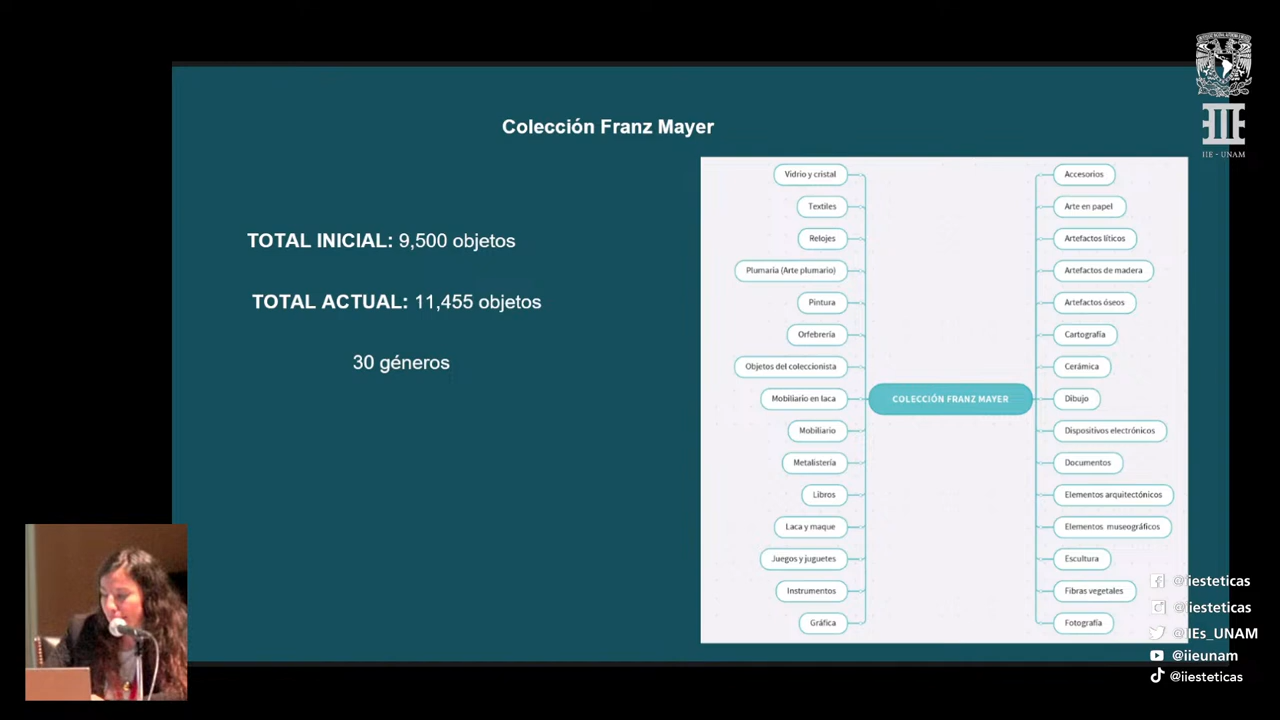 Colección Franz Mayer
TOTAL INICIAL: 9,500 objetos
TOTAL ACTUAL: 11,455 objetos
30 géneros
Vidrio y cristal
Textiles
Relojes
Plumaria (Arte plumario)
Pintura
Orfebrería
Objetos del coleccionista
Mobiliario en laca
Mobiliario
Metalistería
Libros
Laca y maque
Juegos y juguetes
Instrumentos
Gráfica
COLECCIÓN FRANZ MAYER
Accesorios
Arte en papel
Artefactos líticos
Artefactos de madera
Artefactos óseos
Cartografía
Cerámica
Dibujo
Dispositivos electrónicos
Documentos
Elementos arquitectónicos
Elementos museográficos
Escultura
Fibras vegetales
Fotografía
IIE - UNAM
@iiesteticas
@iiesteticas
@IIEs_UNAM
@iieunam
@iiesteticas